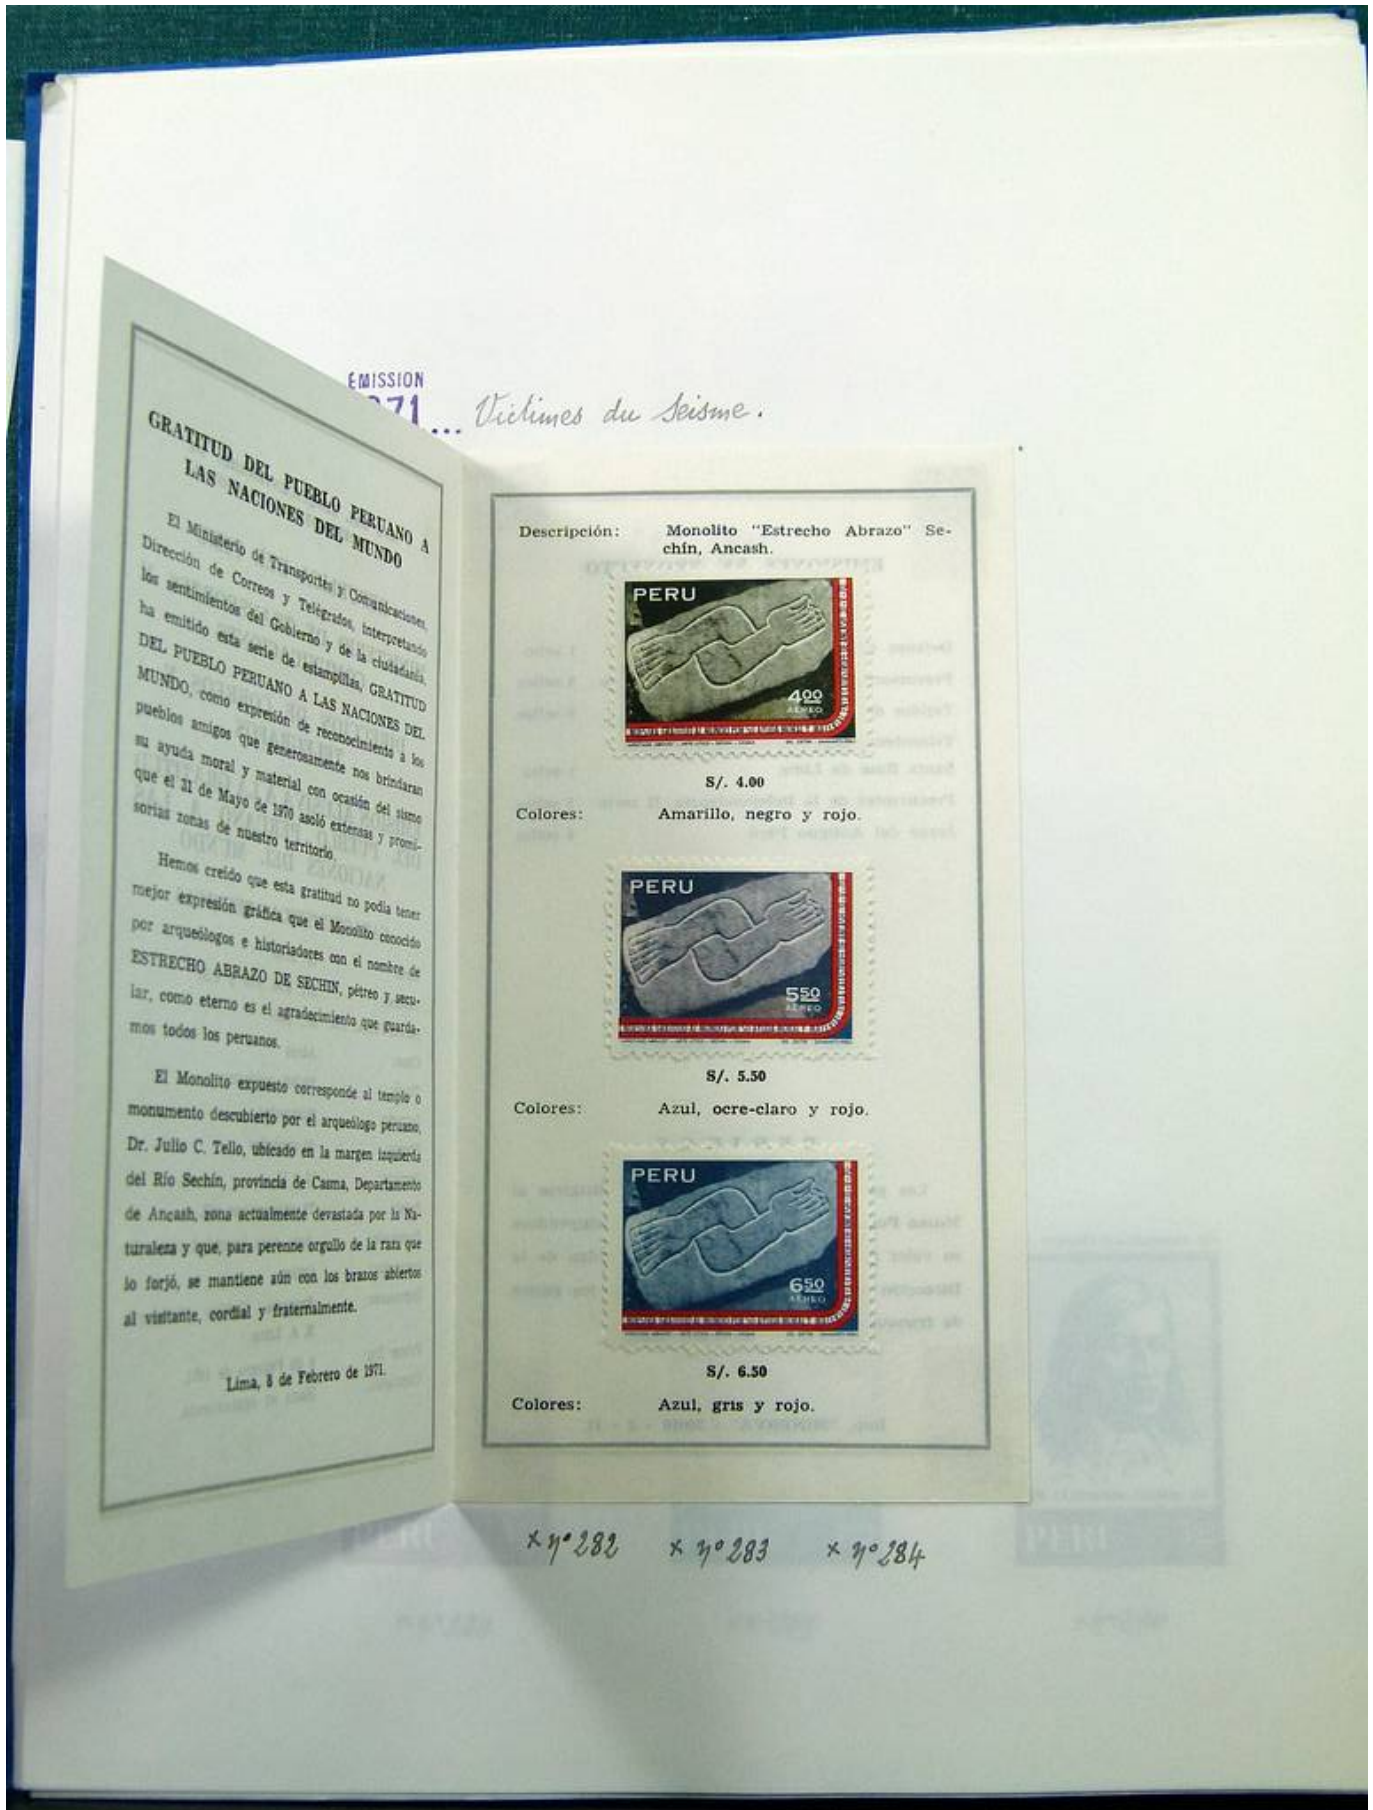 EMISSION
1971... Victimes du Seisme.
GRATITUD DEL PUEBLO PERUANO A
LAS NACIONES DEL MUNDO
El Ministerio de Transportes y Comunicaciones,
Dirección de Correos y Telégrafos, interpretando
los sentimientos del Gobierno y de la ciudadanía,
ha emitido esta serie de estampillas, GRATITUD
DEL PUEBLO PERUANO A LAS NACIONES DEL
MUNDO, como expresión de reconocimiento a los
pueblos amigos que generosamente nos brindaran
su ayuda moral y material con ocasión del sismo
que el 31 de Mayo de 1970 asoló extensas y promi-
sorias zonas de nuestro territorio.
Hemos creído que esta gratitud no podía tener
mejor expresión gráfica que el Monolito conocido
por arqueólogos e historiadores con el nombre de
ESTRECHO ABRAZO DE SECHIN, pétreo y secu-
lar, como eterno es el agradecimiento que guarda-
mos todos los peruanos.
El Monolito expuesto corresponde al templo o
monumento descubierto por el arqueólogo peruano,
Dr. Julio C. Tello, ubicado en la margen izquierda
del Río Sechín, provincia de Casma, Departamento
de Ancash, zona actualmente devastada por la Na-
turaleza y que, para perenne orgullo de la raza que
lo forjó, se mantiene aún con los brazos abiertos
al visitante, cordial y fraternalmente.
Lima, 8 de Febrero de 1971.
Descripción: Monolito "Estrecho Abrazo" Se-
chín, Ancash.
PERU
4.00
AEREO
S/. 4.00
Colores: Amarillo, negro y rojo.
PERU
5.50
AEREO
S/. 5.50
Colores: Azul, ocre-claro y rojo.
PERU
6.50
AEREO
S/. 6.50
Colores: Azul, gris y rojo.
x nº 282 x nº 283 x nº 284